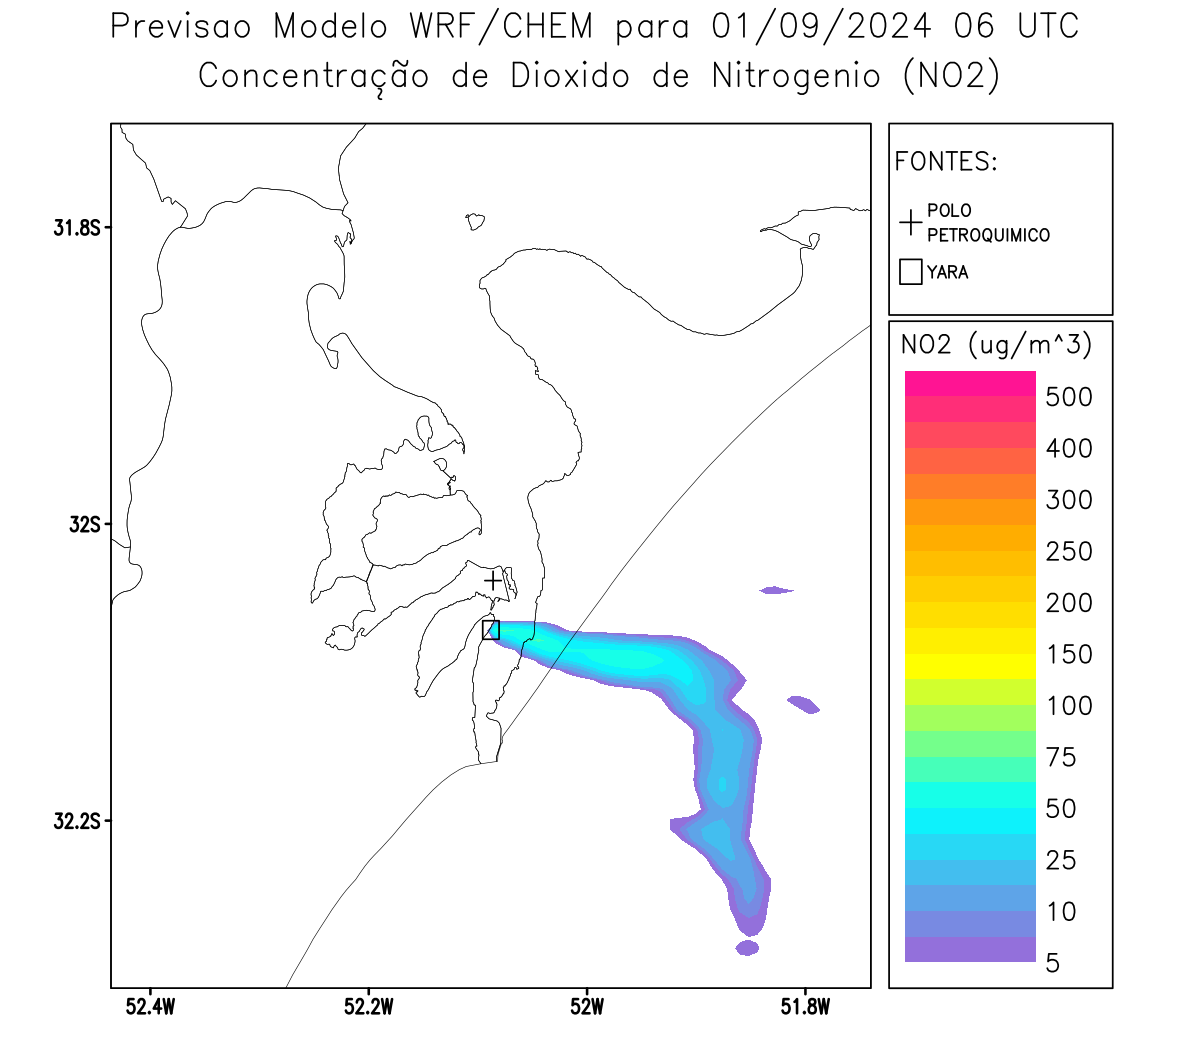 Previsao Modelo WRF/CHEM para 01/09/2024 06 UTC
Concentração de Dioxido de Nitrogenio (NO2)
FONTES:
POLO
PETROQUIMICO
YARA
NO2 (ug/m^3)
500
400
300
250
200
150
100
75
50
25
10
5
31.8S
32S
32.2S
52.4W
52.2W
52W
51.8W